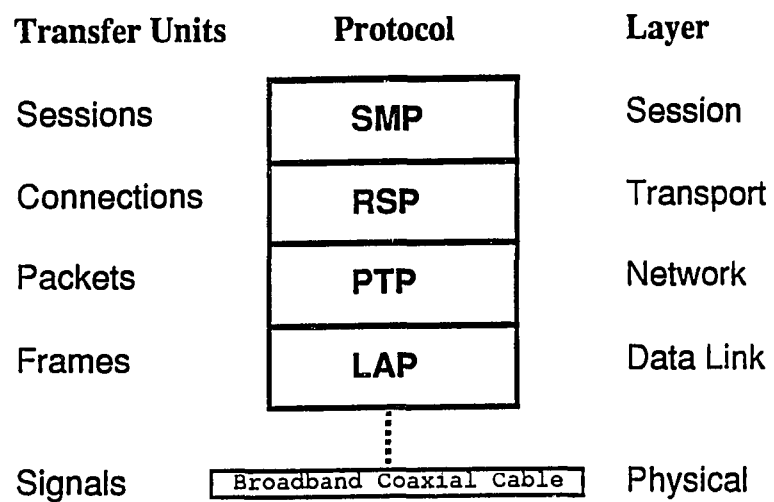 Transfer Units Protocol Layer
Sessions SMP Session
Connections RSP Transport
Packets PTP Network
Frames LAP Data Link
Signals Broadband Coaxial Cable Physical